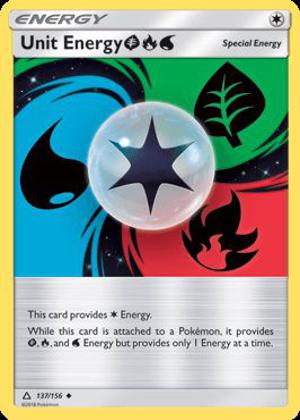 ENERGY
Unit Energy
Special Energy
This card provides Energy.
While this card is attached to a Pokémon, it provides
, , and Energy but provides only 1 Energy at a time.
137/156
©2018 Pokémon